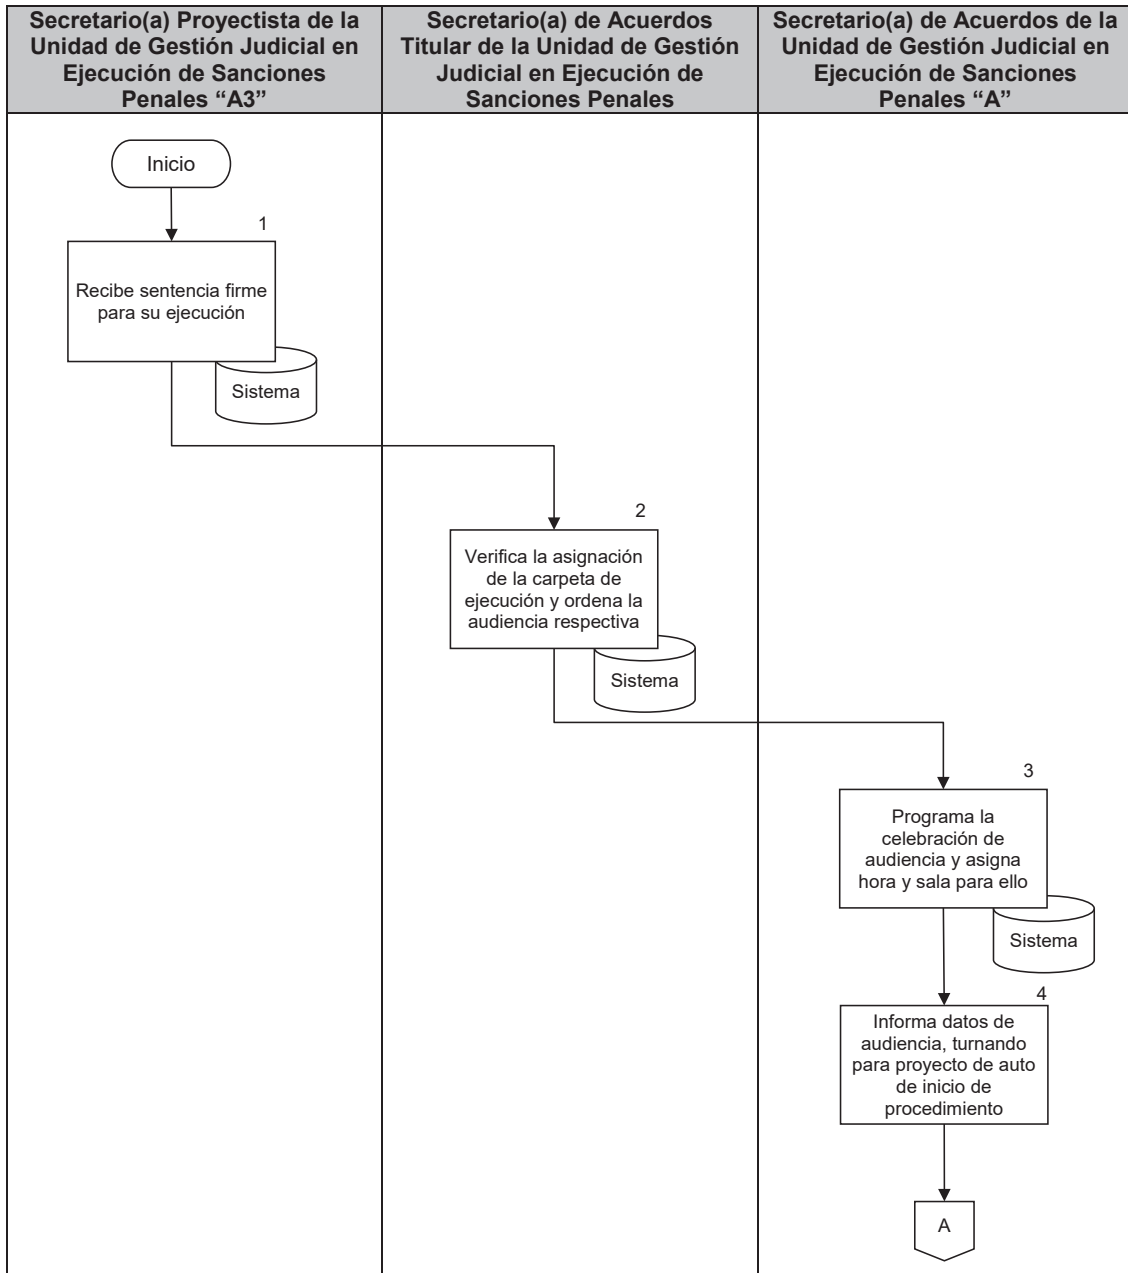 Secretario(a) Proyectista de la
Unidad de Gestión Judicial en
Ejecución de Sanciones
Penales “A3”
Secretario(a) de Acuerdos
Titular de la Unidad de Gestión
Judicial en Ejecución de
Sanciones Penales
Secretario(a) de Acuerdos de la
Unidad de Gestión Judicial en
Ejecución de Sanciones
Penales “A”
Inicio
1
Recibe sentencia firme
para su ejecución
Sistema
2
Verifica la asignación
de la carpeta de
ejecución y ordena la
audiencia respectiva
Sistema
3
Programa la
celebración de
audiencia y asigna
hora y sala para ello
Sistema
4
Informa datos de
audiencia, turnando
para proyecto de auto
de inicio de
procedimiento
A